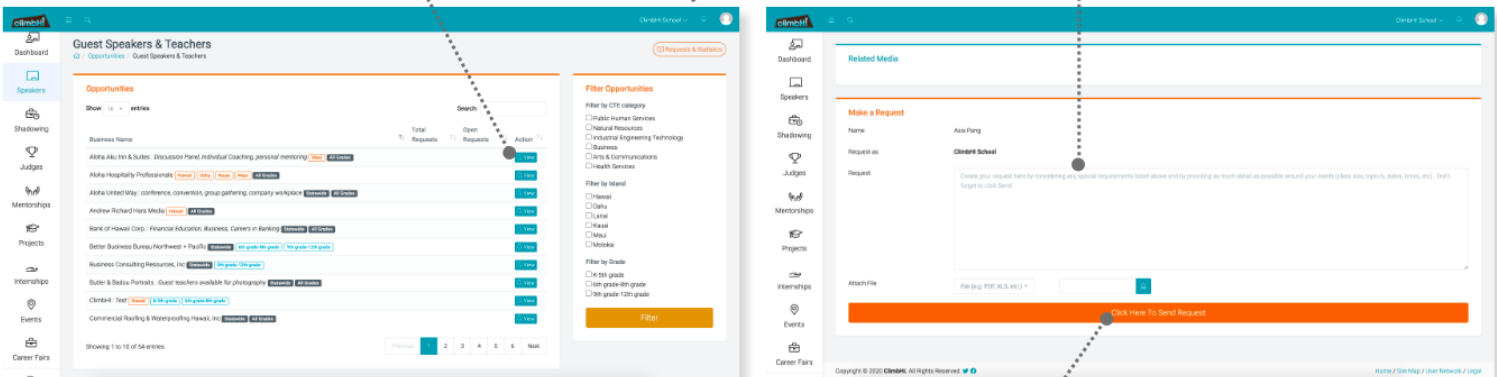 climbHI
ClimbHI School
Dashboard
Speakers
Shadowing
Judges
Mentorships
Projects
Internships
Events
Career Fairs
Guest Speakers & Teachers
Opportunities / Guest Speakers & Teachers
Requests & Statistics
Opportunities
Show 10 entries
Search:
Business Name Total Requests Open Requests Action
Aloha Aku Inn & Suites : Discussion Panel, Individual Coaching, personal mentoring Maui All Grades View
Aloha Hospitality Professionals Hawaii Oahu Kauai Maui All Grades View
Aloha United Way : conference, convention, group gathering, company workplace Statewide All Grades View
Andrew Richard Hara Media Hawaii All Grades View
Bank of Hawaii Corp. : Financial Education, Business, Careers in Banking Statewide All Grades View
Better Business Bureau Northwest + Pacific Statewide 6th grade-8th grade 9th grade-12th grade View
Business Consulting Resources, Inc Statewide 9th grade-12th grade View
Butler & Badou Portraits : Guest teachers available for photography Statewide All Grades View
ClimbHI : Test Hawaii K-5th grade 6th grade-8th grade View
Commercial Roofing & Waterproofing Hawaii, Inc Statewide All Grades View
Showing 1 to 10 of 54 entries
Previous 1 2 3 4 5 6 Next
Filter Opportunities
Filter by CTE category
Public Human Services
Natural Resources
Industrial Engineering Technology
Business
Arts & Communications
Health Services
Filter by Island
Hawaii
Oahu
Lanai
Kauai
Maui
Molokai
Filter by Grade
K-5th grade
6th grade-8th grade
9th grade-12th grade
Filter
climbHI
ClimbHI School
Dashboard
Speakers
Shadowing
Judges
Mentorships
Projects
Internships
Events
Career Fairs
Related Media
Make a Request
Name Asia Pang
Request as ClimbHI School
Request
Create your request here by considering any special requirements listed above and by providing as much detail as possible around your needs (class size, topic/s, dates, times, etc). Don't
forget to click Send
Attach File File (e.g. PDF, XLS, etc.)
Click Here To Send Request
Copyright © 2020 ClimbHI. All Rights Reserved.
Home / Site Map / User Network / Legal